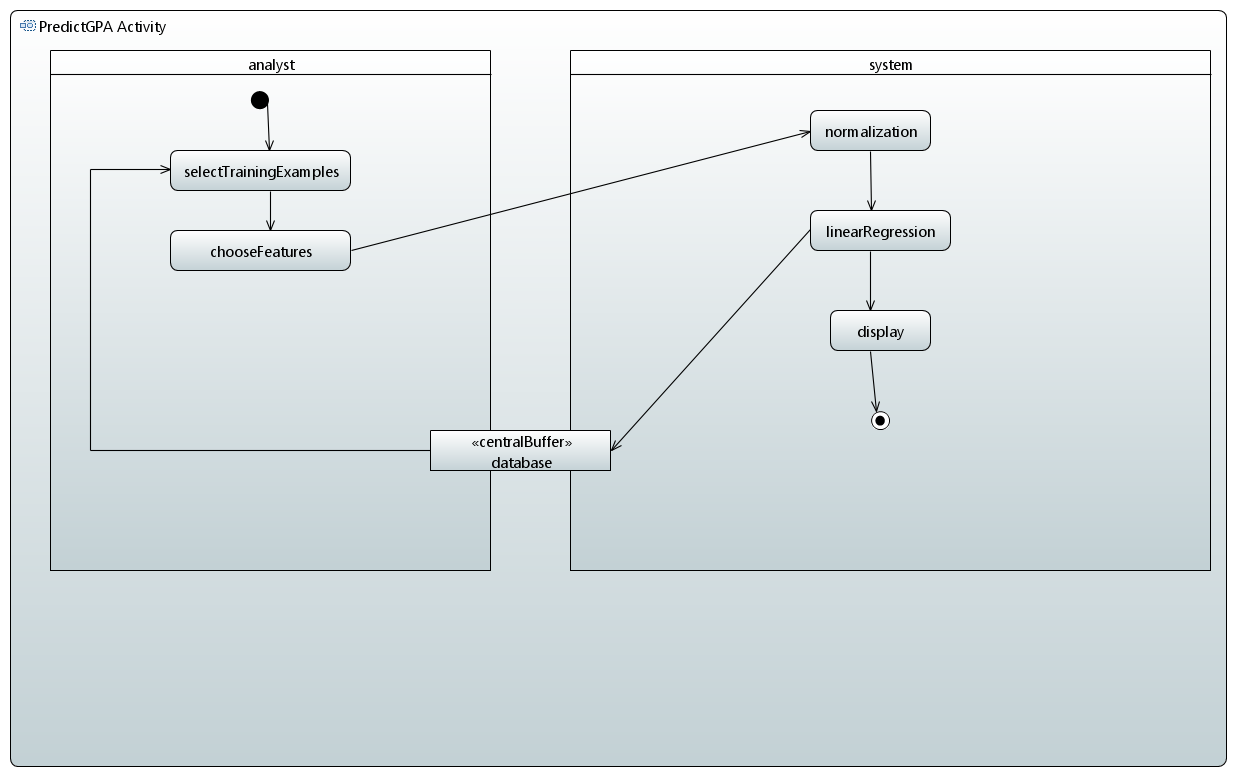 PredictGPA Activity
analyst
system
selectTrainingExamples
chooseFeatures
normalization
linearRegression
display
«centralBuffer»
database